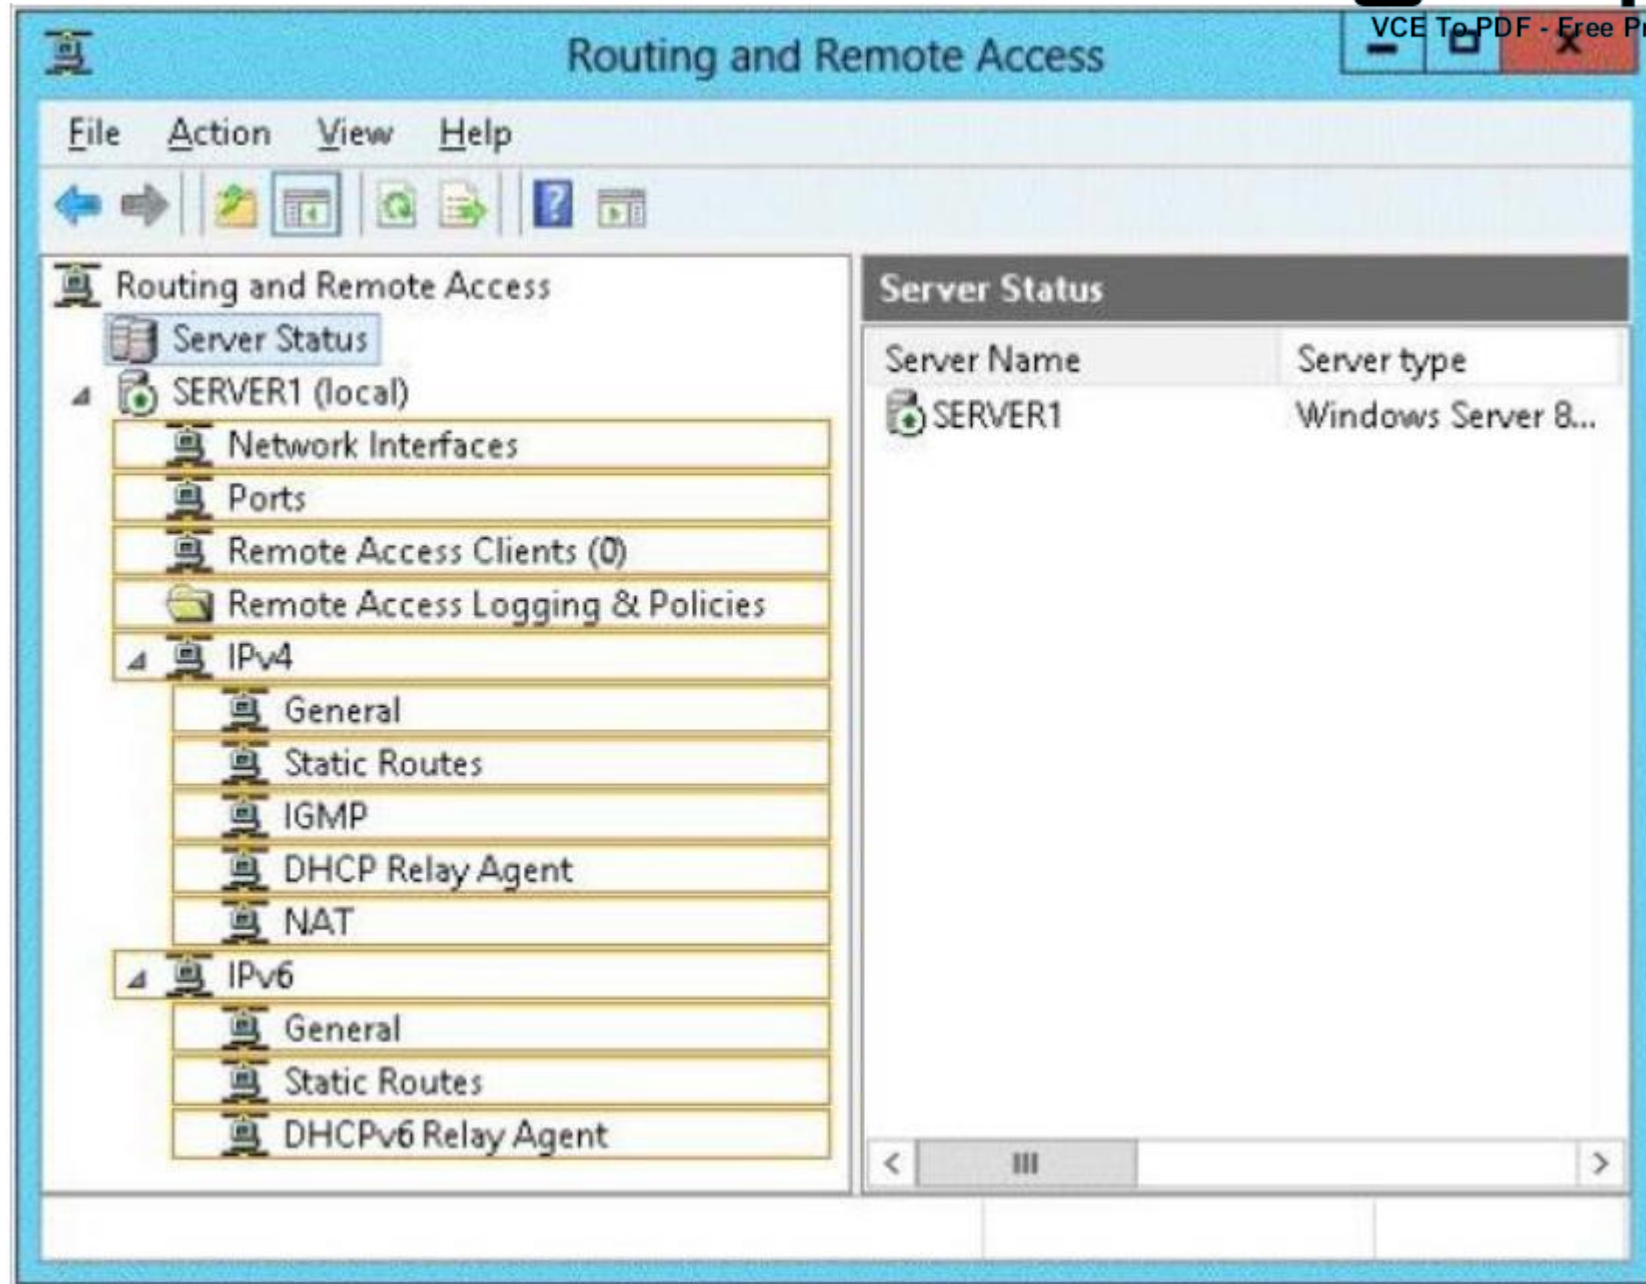 VCE To PDF - Free Pr
Routing and Remote Access
File Action View Help
Routing and Remote Access
Server Status
SERVER1 (local)
Network Interfaces
Ports
Remote Access Clients (0)
Remote Access Logging & Policies
IPv4
General
Static Routes
IGMP
DHCP Relay Agent
NAT
IPv6
General
Static Routes
DHCPv6 Relay Agent
Server Status
Server Name Server type
SERVER1 Windows Server 8...